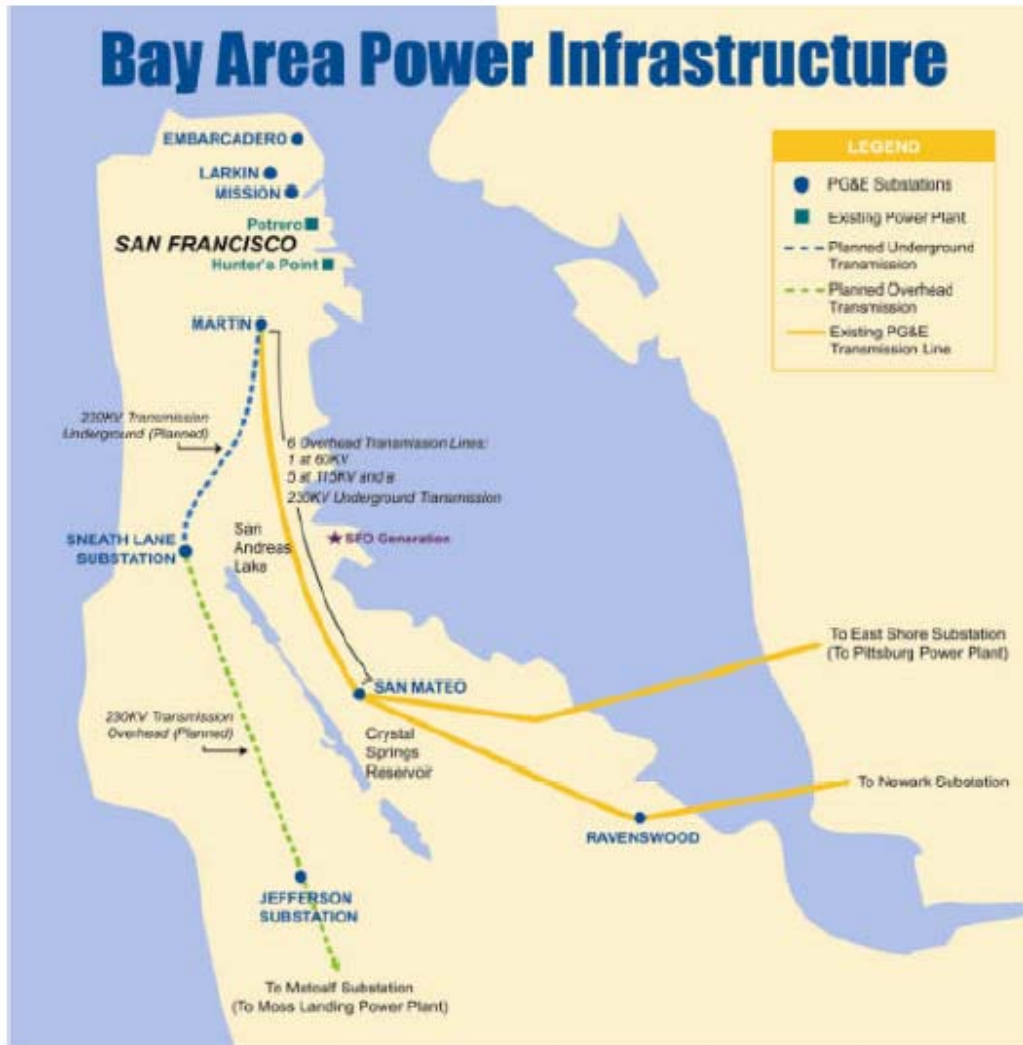 Bay Area Power Infrastructure
EMBARCADERO
LARKIN
MISSION
Potrero
SAN FRANCISCO
Hunter's Point
MARTIN
LEGEND
PG&E Substations
Existing Power Plant
Planned Underground
Transmission
Planned Overhead
Transmission
Existing PG&E
Transmission Line
230KV Transmission
Underground (Planned)
6 Overhead Transmission Lines:
1 at 60KV
5 at 115KV and a
230KV Underground Transmission
SNEATH LANE
SUBSTATION
San
Andreas
Lake
SFO Generation
To East Shore Substation
(To Pittsburg Power Plant)
SAN MATEO
230KV Transmission
Overhead (Planned)
Crystal
Springs
Reservoir
To Newark Substation
RAVENSWOOD
JEFFERSON
SUBSTATION
To Metcalf Substation
(To Moss Landing Power Plant)